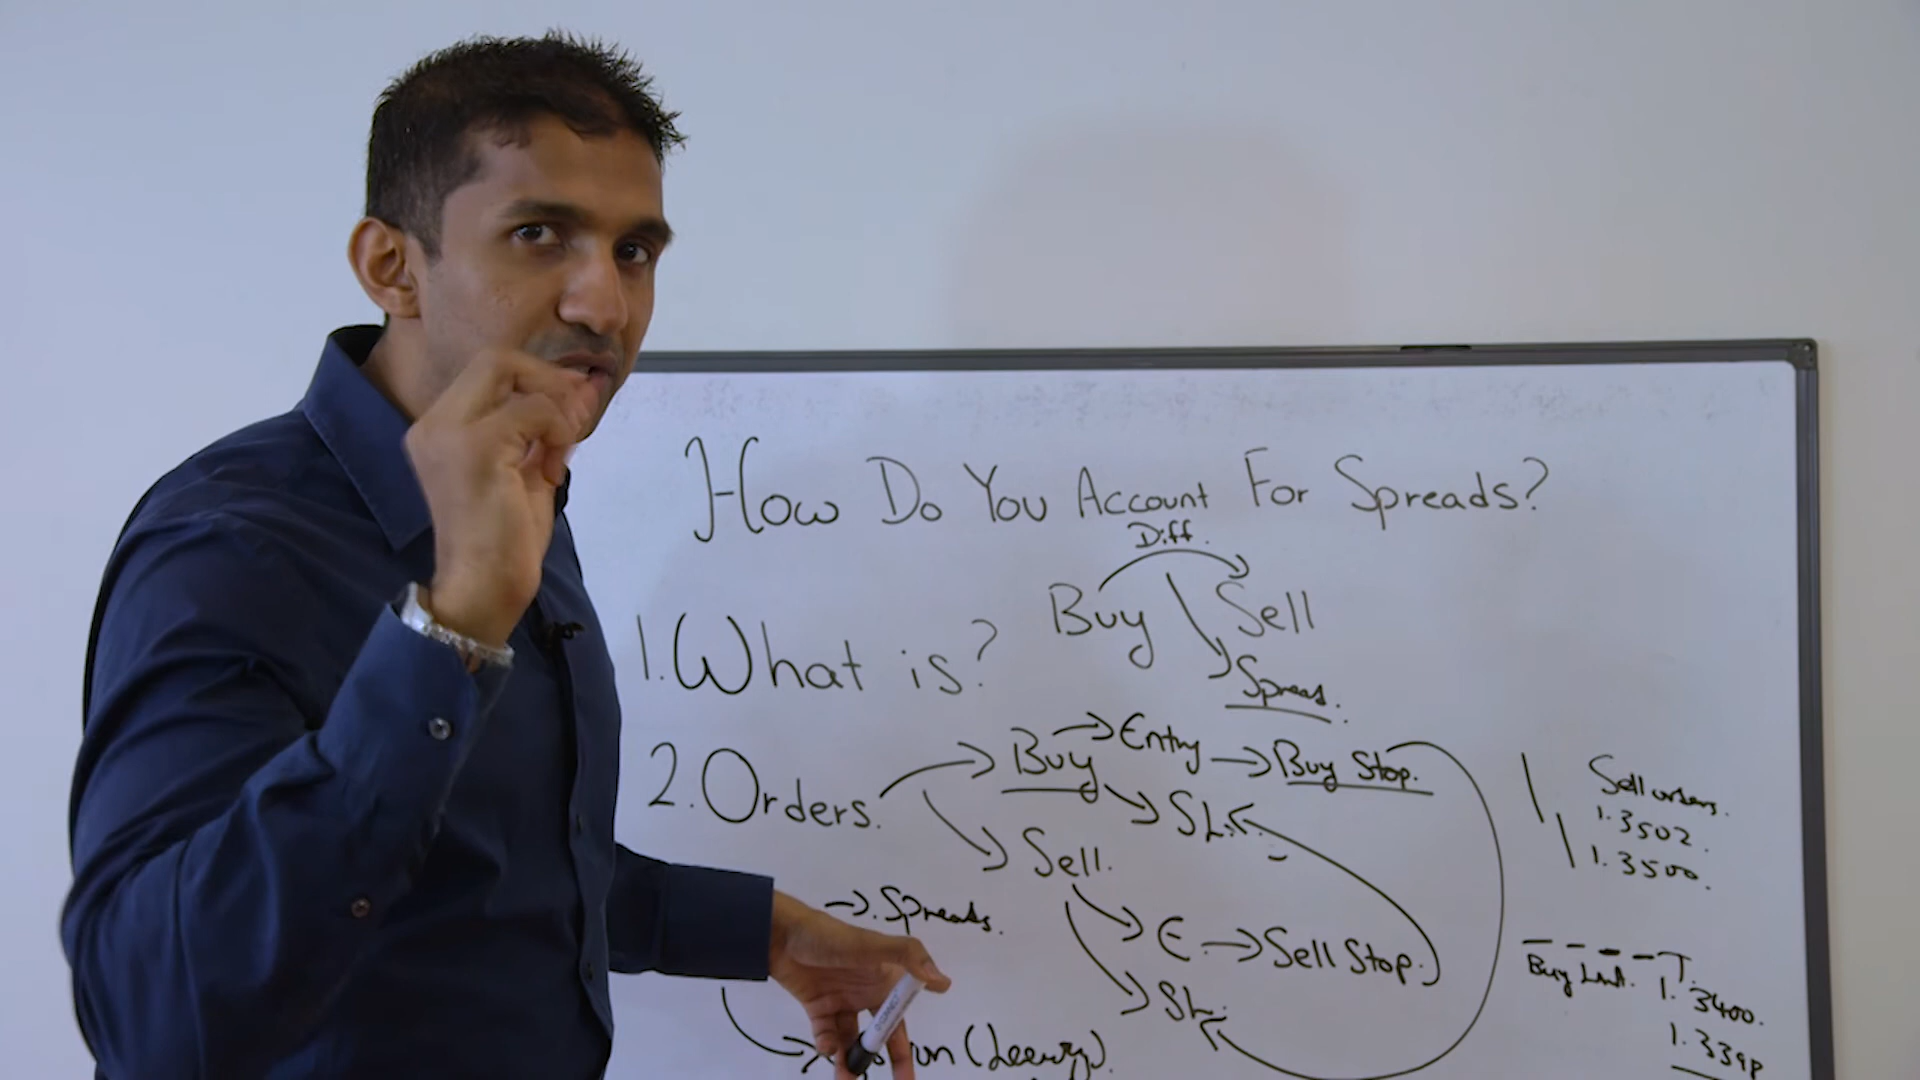 How Do You Account For Spreads?
Diff.
Buy Sell
1. What is?
Spread.
2. Orders. Buy Entry Buy Stop.
SL.
Sell.
Spreads.
E Sell Stop.
SL.
Sell orders.
1.3502.
1.3500.
Buy
1.3400.
1.3398